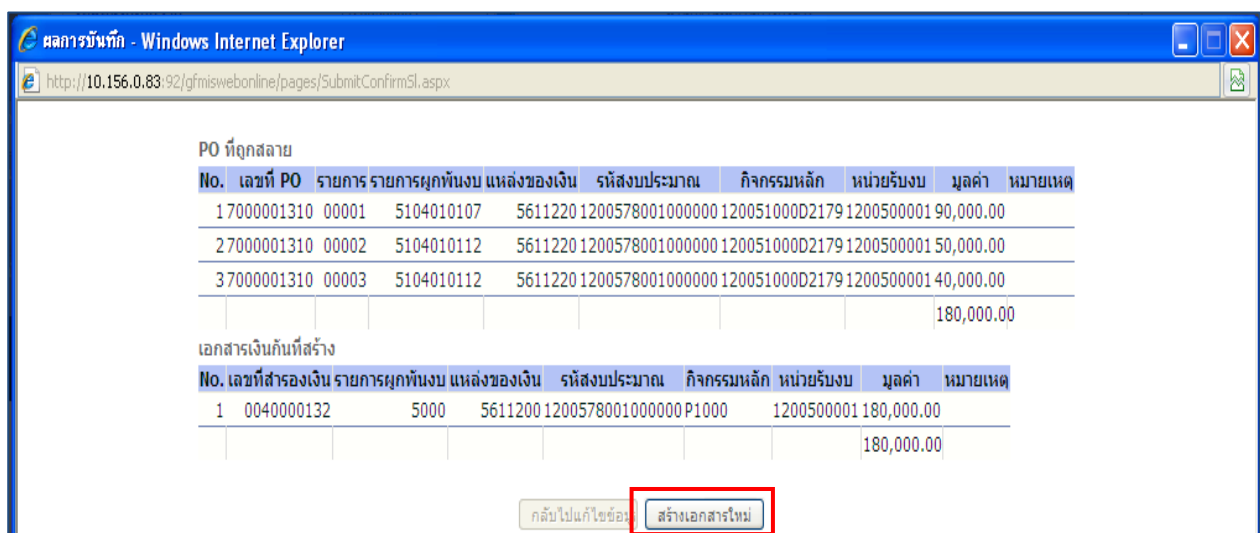 ผลการบันทึก - Windows Internet Explorer
http://10.156.0.83:92/gfmiswebonline/pages/SubmitConfirmSl.aspx
PO ที่ถูกสลาย
No. เลขที่ PO รายการ รายการผูกพันงบ แหล่งของเงิน รหัสงบประมาณ กิจกรรมหลัก หน่วยรับงบ มูลค่า หมายเหตุ
1 7000001310 00001 5104010107 5611220 1200578001000000 120051000D2179 1200500001 90,000.00
2 7000001310 00002 5104010112 5611220 1200578001000000 120051000D2179 1200500001 50,000.00
3 7000001310 00003 5104010112 5611220 1200578001000000 120051000D2179 1200500001 40,000.00
180,000.00
เอกสารเงินกันที่สร้าง
No. เลขที่สำรองเงิน รายการผูกพันงบ แหล่งของเงิน รหัสงบประมาณ กิจกรรมหลัก หน่วยรับงบ มูลค่า หมายเหตุ
1 0040000132 5000 5611200 1200578001000000 P1000 1200500001 180,000.00
180,000.00
กลับไปแก้ไขข้อมู สร้างเอกสารใหม่